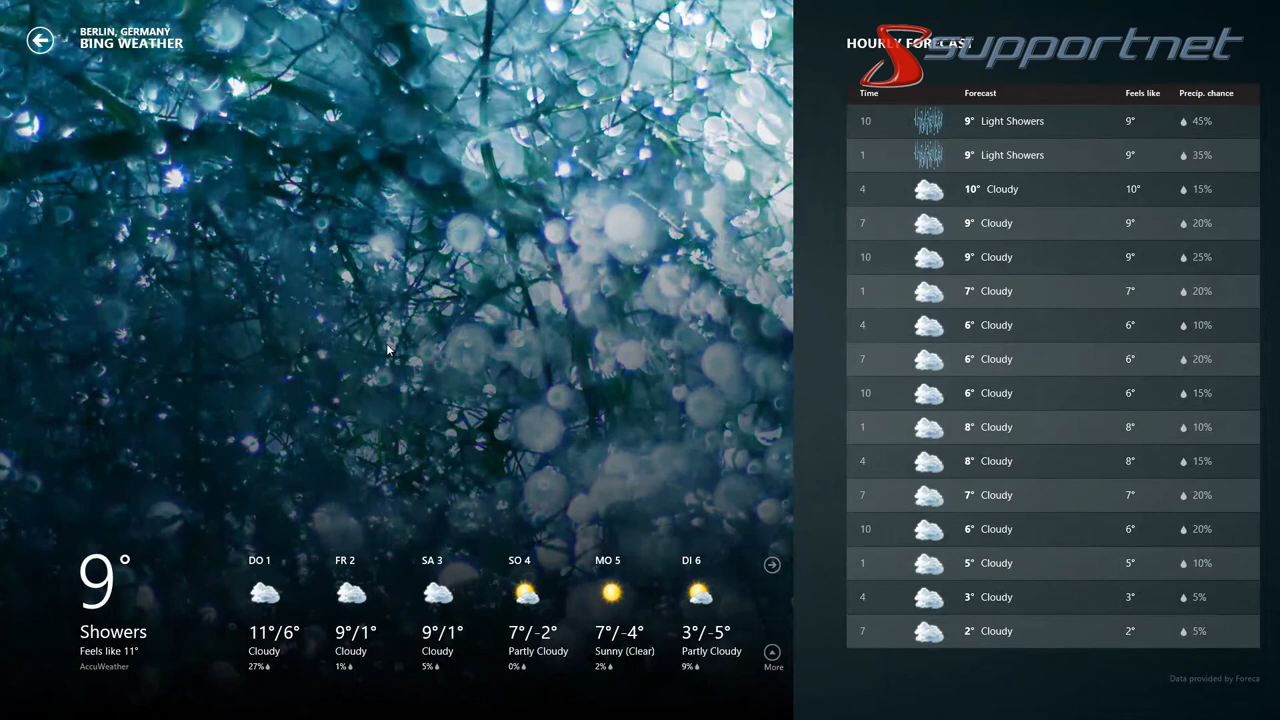 BERLIN, GERMANY
BING WEATHER
9°
Showers
Feels like 11°
AccuWeather
DO 1
11°/6°
Cloudy
27%
FR 2
9°/1°
Cloudy
1%
SA 3
9°/1°
Cloudy
5%
SO 4
7°/-2°
Partly Cloudy
0%
MO 5
7°/-4°
Sunny (Clear)
2%
DI 6
3°/-5°
Partly Cloudy
9%
More
HOURLY FORECAST
supportnet
Time Forecast Feels like Precip. chance
10 9° Light Showers 9° 45%
1 9° Light Showers 9° 35%
4 10° Cloudy 10° 15%
7 9° Cloudy 9° 20%
10 9° Cloudy 9° 25%
1 7° Cloudy 7° 20%
4 6° Cloudy 6° 10%
7 6° Cloudy 6° 20%
10 6° Cloudy 6° 15%
1 8° Cloudy 8° 10%
4 8° Cloudy 8° 15%
7 7° Cloudy 7° 20%
10 6° Cloudy 6° 20%
1 5° Cloudy 5° 10%
4 3° Cloudy 3° 5%
7 2° Cloudy 2° 5%
Data provided by Foreca